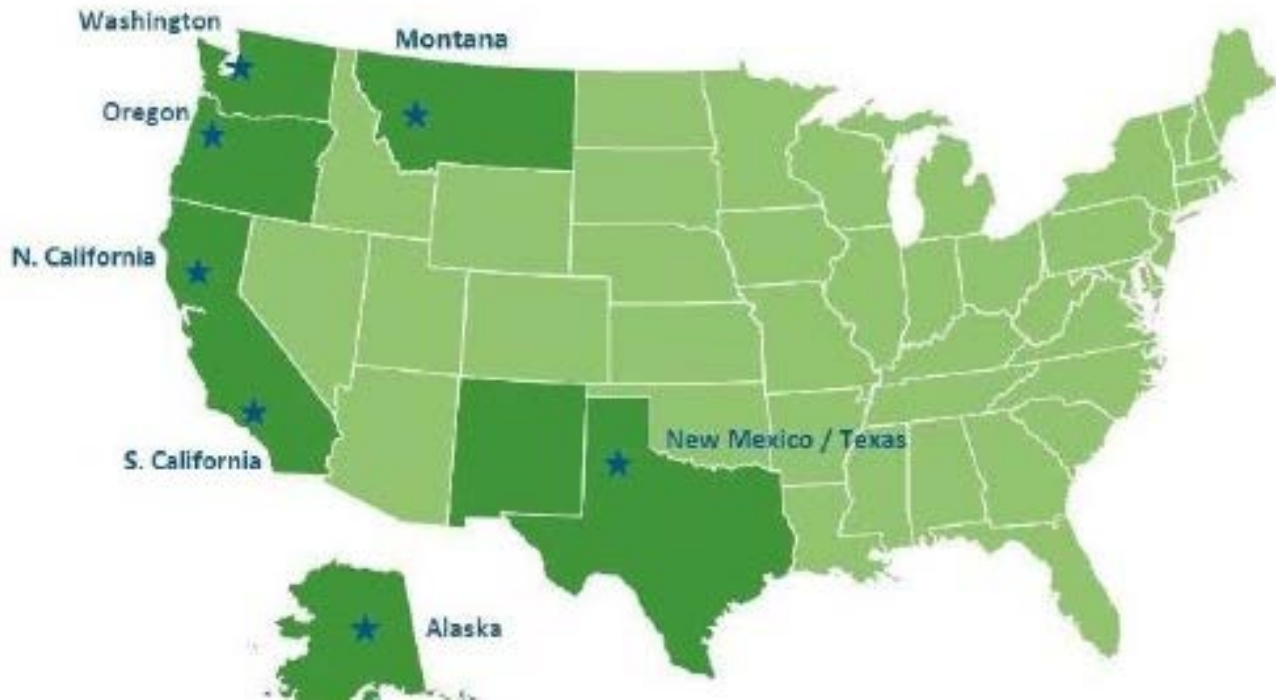 Washington
Montana
Oregon
N. California
S. California
New Mexico / Texas
Alaska